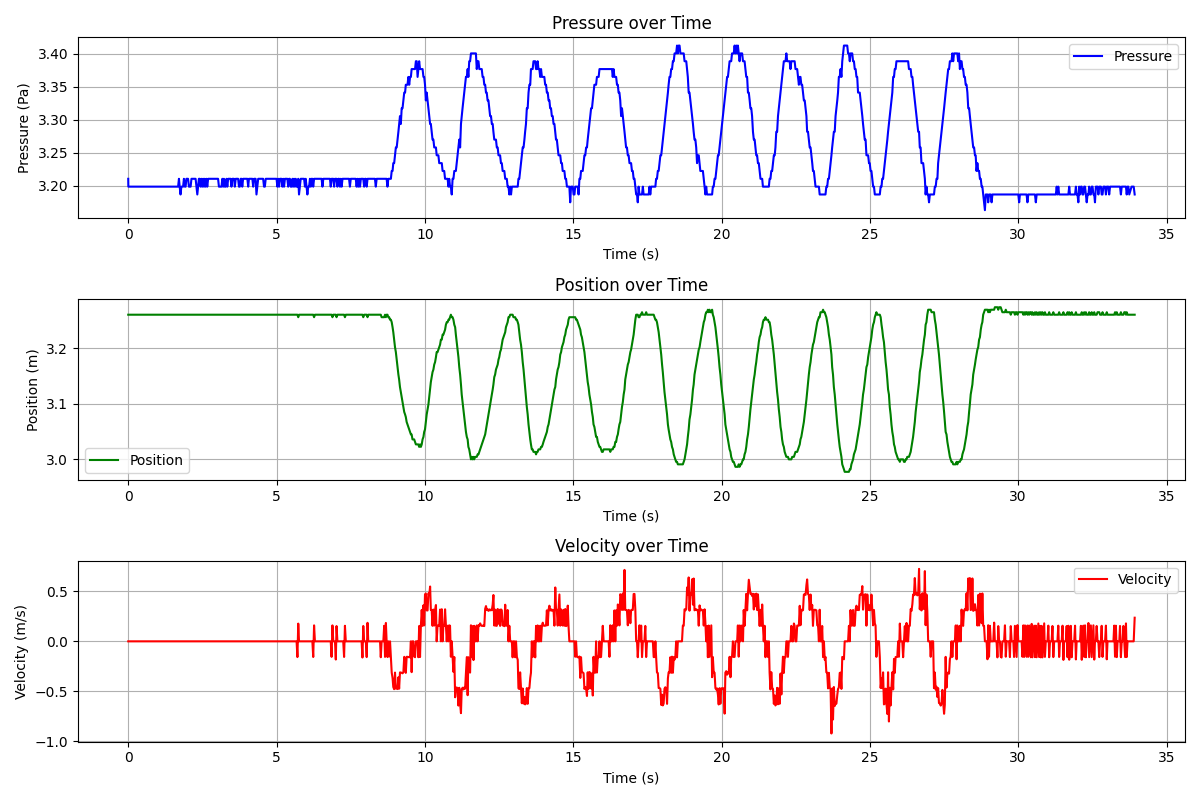 Pressure over Time
Pressure (Pa)
3.40
3.35
3.30
3.25
3.20
Pressure
0 5 10 15 20 25 30 35
Time (s)
Position over Time
Position (m)
3.2
3.1
3.0
Position
0 5 10 15 20 25 30 35
Time (s)
Velocity over Time
Velocity (m/s)
0.5
0.0
−0.5
−1.0
Velocity
0 5 10 15 20 25 30 35
Time (s)